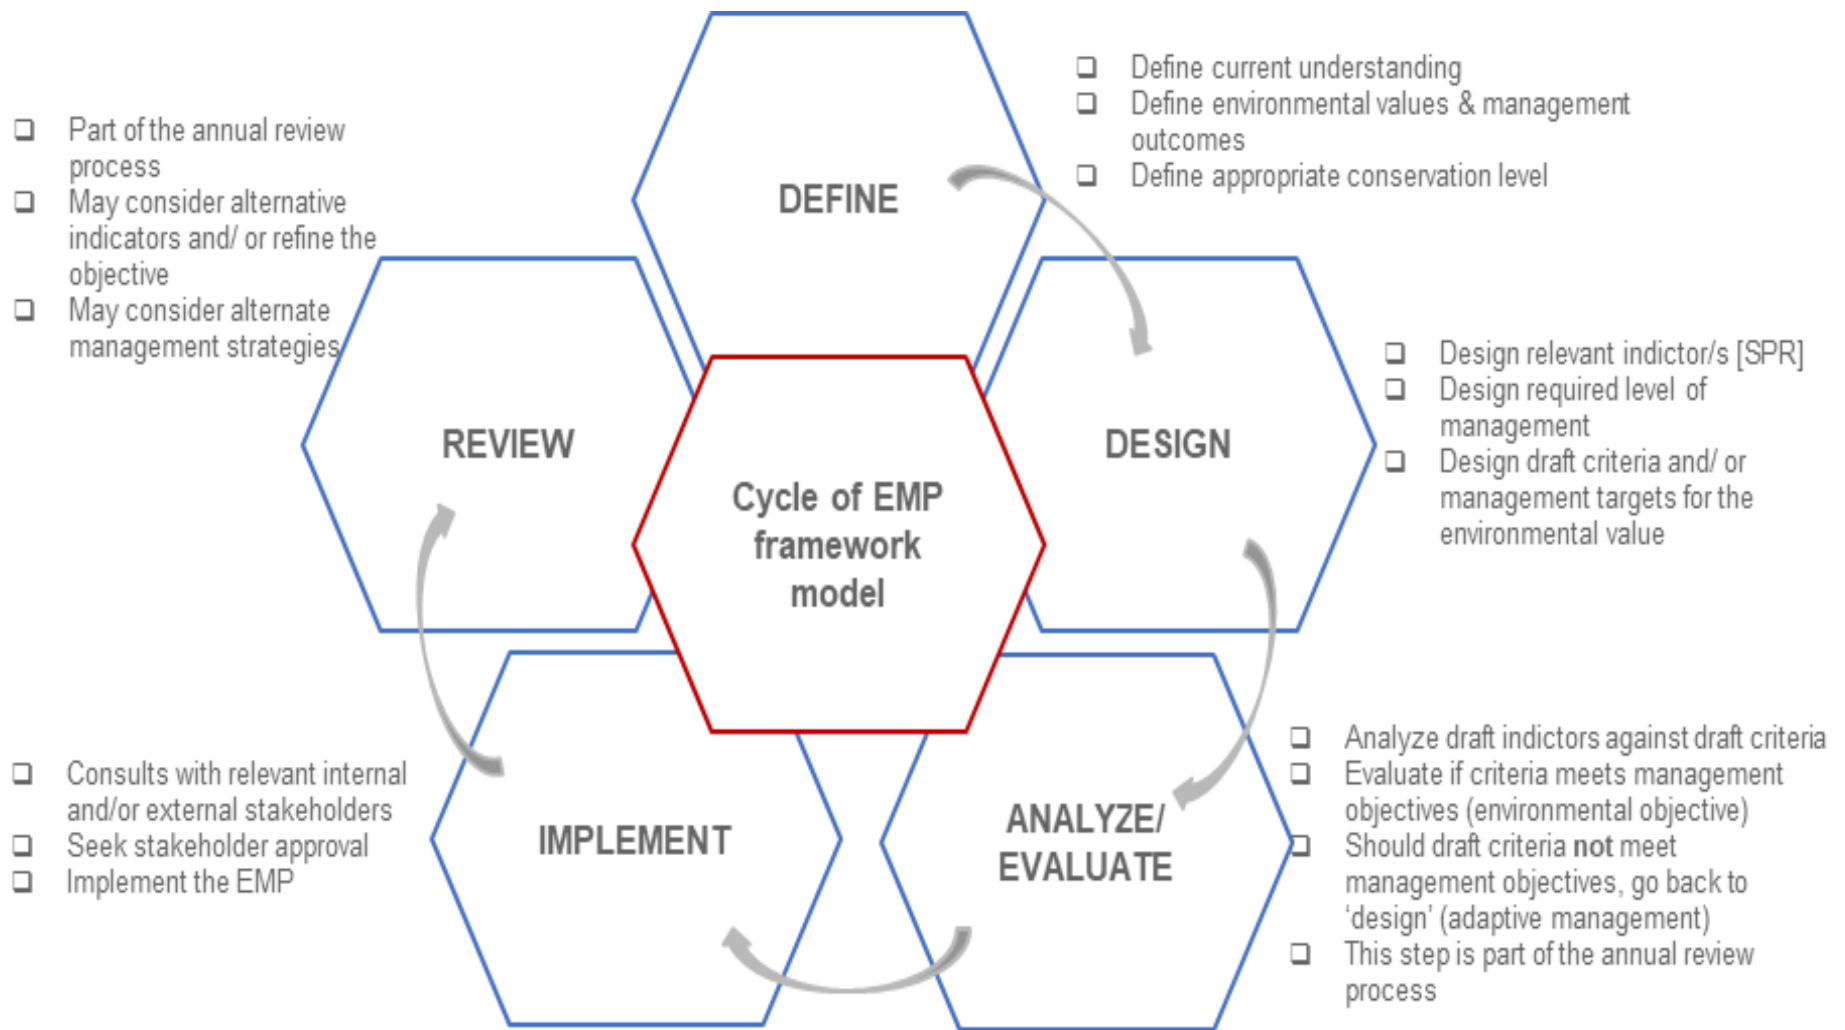 DEFINE
Define current understanding
Define environmental values & management
outcomes
Define appropriate conservation level
Part of the annual review
process
May consider alternative
indicators and/ or refine the
objective
May consider alternate
management strategies
REVIEW
DESIGN
Design relevant indictor/s [SPR]
Design required level of
management
Design draft criteria and/ or
management targets for the
environmental value
Cycle of EMP
framework
model
Consults with relevant internal
and/or external stakeholders
Seek stakeholder approval
Implement the EMP
IMPLEMENT
ANALYZE/
EVALUATE
Analyze draft indictors against draft criteria
Evaluate if criteria meets management
objectives (environmental objective)
Should draft criteria not meet
management objectives, go back to
‘design’ (adaptive management)
This step is part of the annual review
process